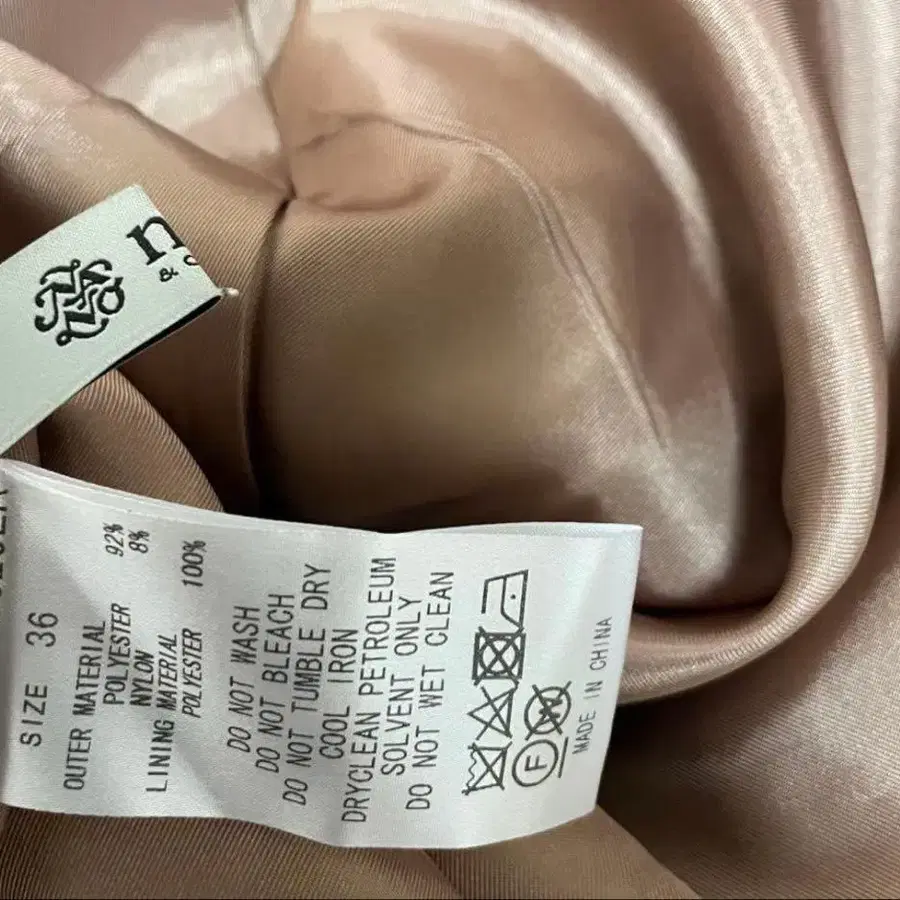 n
&
SIZE 36
OUTER MATERIAL
POLYESTER 92%
NYLON 8%
LINING MATERIAL
POLYESTER 100%
DO NOT WASH
DO NOT BLEACH
DO NOT TUMBLE DRY
COOL IRON
DRYCLEAN PETROLEUM
SOLVENT ONLY
DO NOT WET CLEAN
F W
MADE IN CHINA